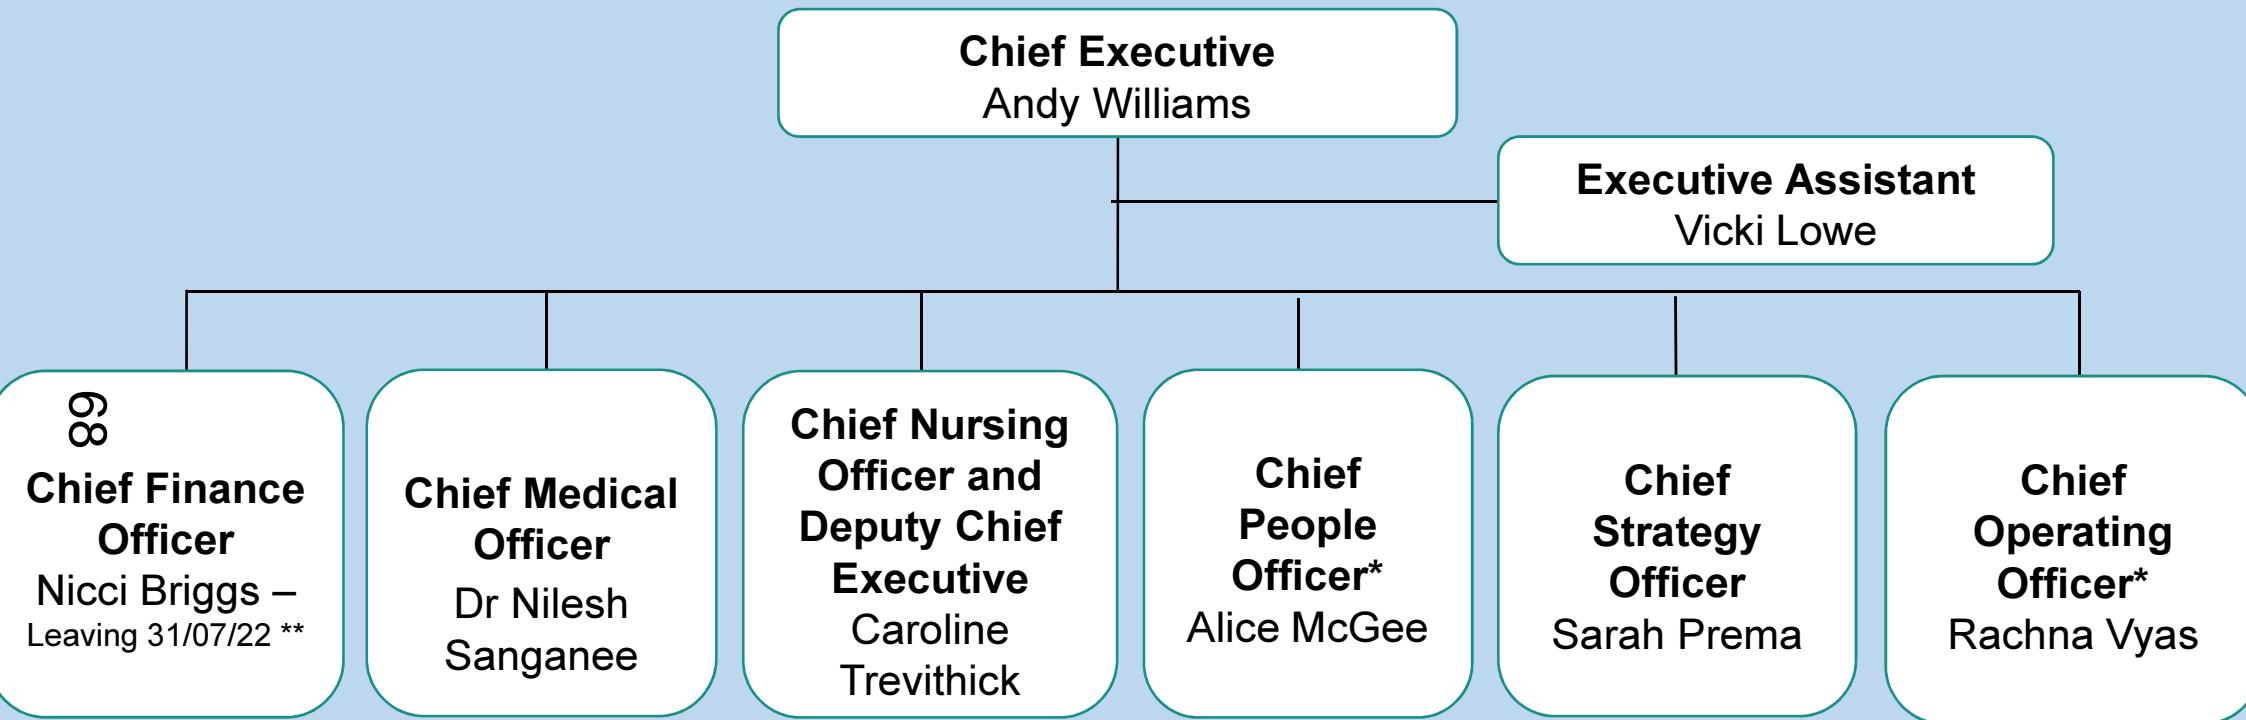 Chief Executive
Andy Williams
Executive Assistant
Vicki Lowe
68
Chief Finance
Officer
Nicci Briggs –
Leaving 31/07/22 **
Chief Medical
Officer
Dr Nilesh
Sanganee
Chief Nursing
Officer and
Deputy Chief
Executive
Caroline
Trevithick
Chief
People
Officer*
Alice McGee
Chief
Strategy
Officer
Sarah Prema
Chief
Operating
Officer*
Rachna Vyas